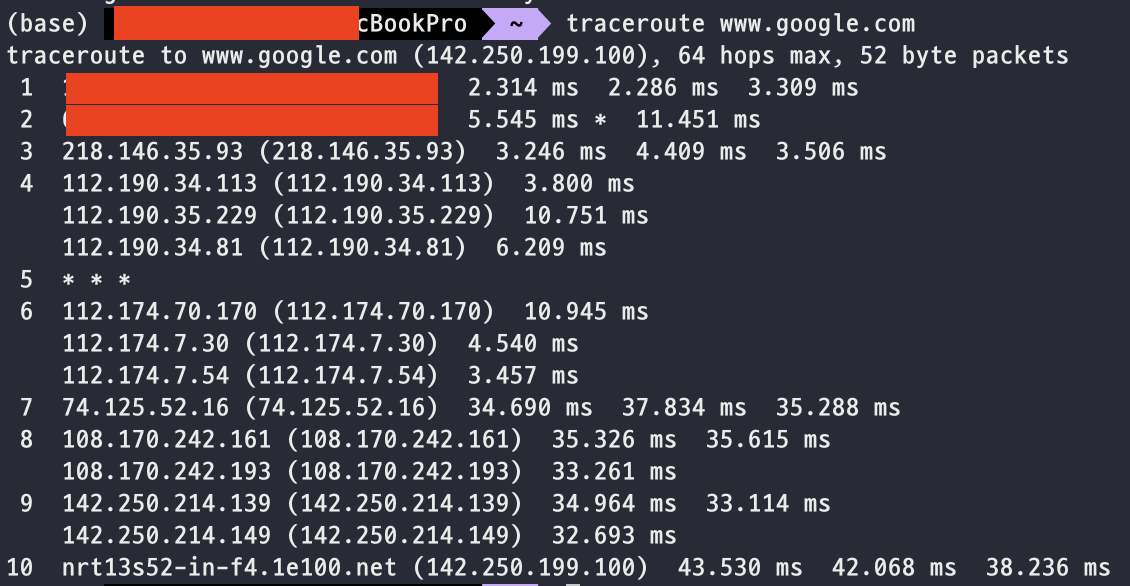 (base) cBookPro ~ traceroute www.google.com
traceroute to www.google.com (142.250.199.100), 64 hops max, 52 byte packets
1 2.314 ms 2.286 ms 3.309 ms
2 5.545 ms * 11.451 ms
3 218.146.35.93 (218.146.35.93) 3.246 ms 4.409 ms 3.506 ms
4 112.190.34.113 (112.190.34.113) 3.800 ms
112.190.35.229 (112.190.35.229) 10.751 ms
112.190.34.81 (112.190.34.81) 6.209 ms
5 * * *
6 112.174.70.170 (112.174.70.170) 10.945 ms
112.174.7.30 (112.174.7.30) 4.540 ms
112.174.7.54 (112.174.7.54) 3.457 ms
7 74.125.52.16 (74.125.52.16) 34.690 ms 37.834 ms 35.288 ms
8 108.170.242.161 (108.170.242.161) 35.326 ms 35.615 ms
108.170.242.193 (108.170.242.193) 33.261 ms
9 142.250.214.139 (142.250.214.139) 34.964 ms 33.114 ms
142.250.214.149 (142.250.214.149) 32.693 ms
10 nrt13s52-in-f4.1e100.net (142.250.199.100) 43.530 ms 42.068 ms 38.236 ms